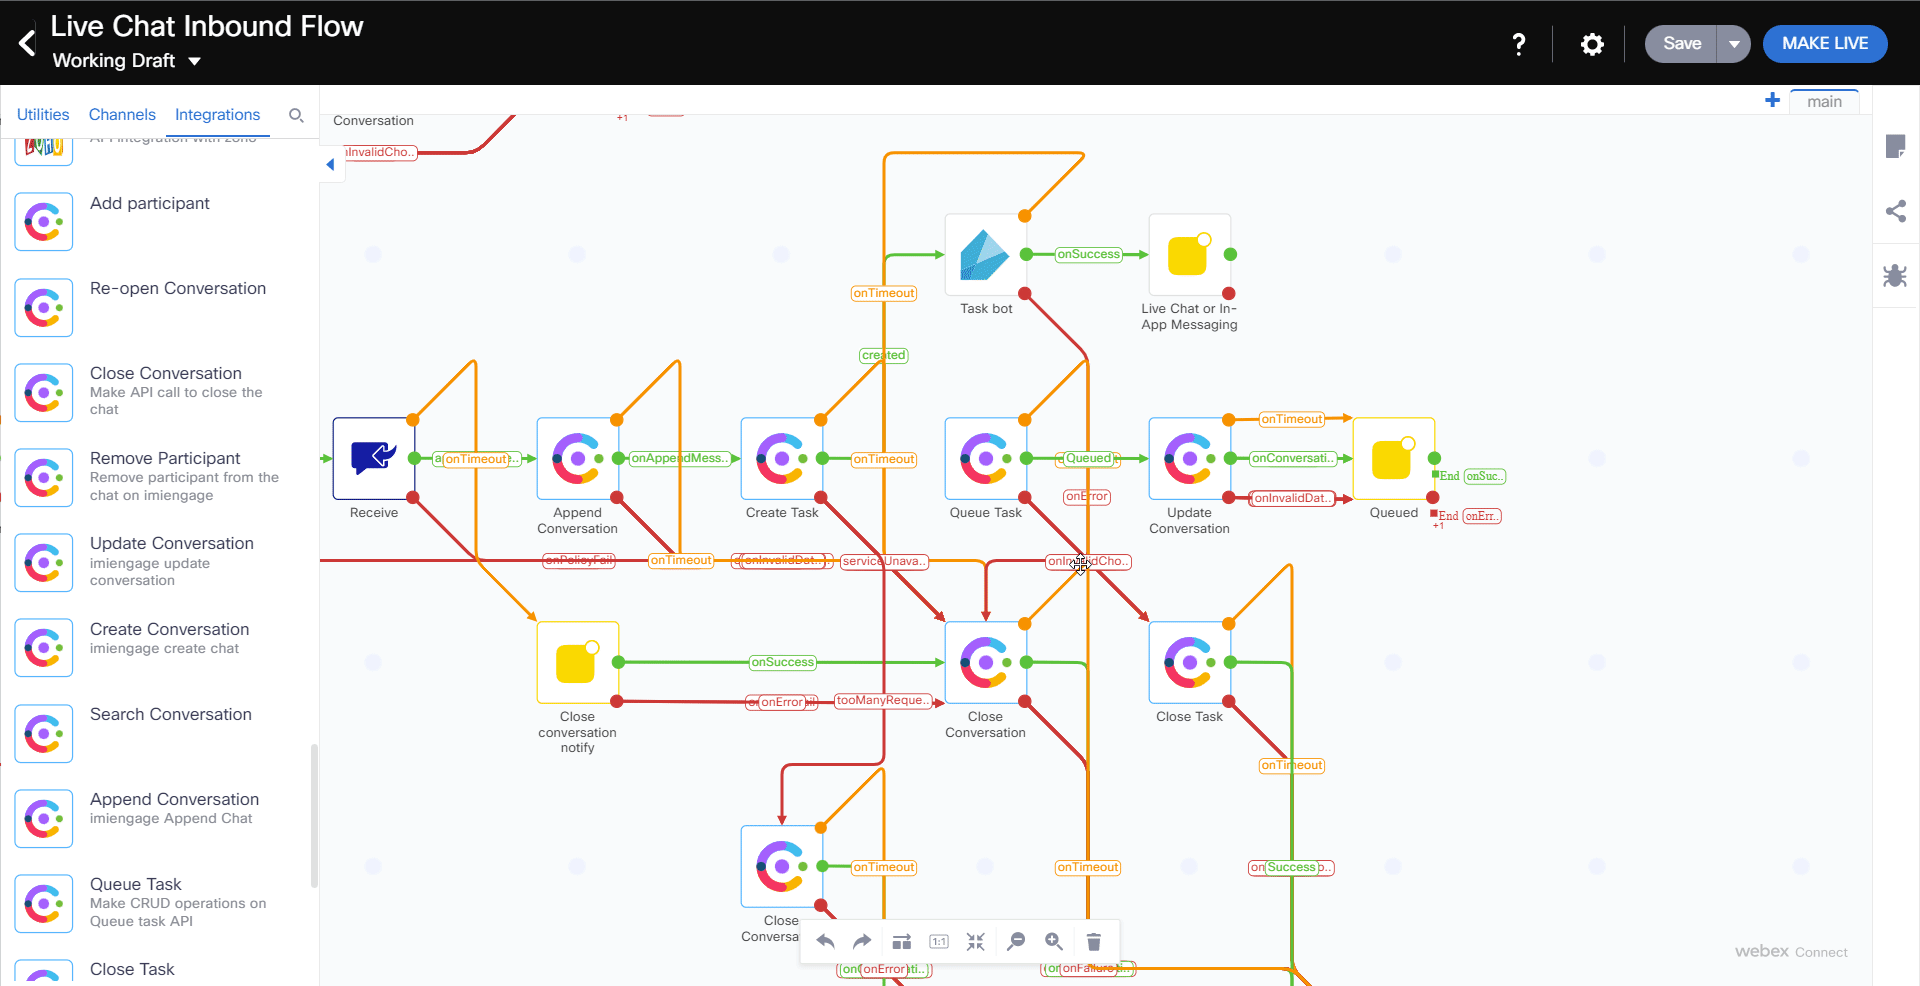 Live Chat Inbound Flow
Working Draft
?
Save
MAKE LIVE
Utilities
Channels
Integrations
main
Add participant
Re-open Conversation
Close Conversation
Make API call to close the
chat
Remove Participant
Remove participant from the
chat on imiengage
Update Conversation
imiengage update
conversation
Create Conversation
imiengage create chat
Search Conversation
Append Conversation
imiengage Append Chat
Queue Task
Make CRUD operations on
Queue task API
Close Task
Conversation
+1
InvalidCho..
onSuccess
Task bot
Live Chat or In-
App Messaging
onTimeout
created
onTimeout
onTimeout
onAppendMess..
onTimeout
Queued
onConversati..
End
onSuc..
onError
onInvalidDat..
End
onErr..
+1
Receive
Append
Conversation
Create Task
Queue Task
Update
Conversation
Queued
onPolicyFail
onTimeout
onInvalidDat..
serviceUnava..
onInvalidCho..
onSuccess
onError
tooManyReque..
Close
conversation
notify
Close
Conversation
Close Task
onTimeout
onTimeout
onTimeout
Success
Close
Conversa
1:1
onError
onFailure
webex Connect